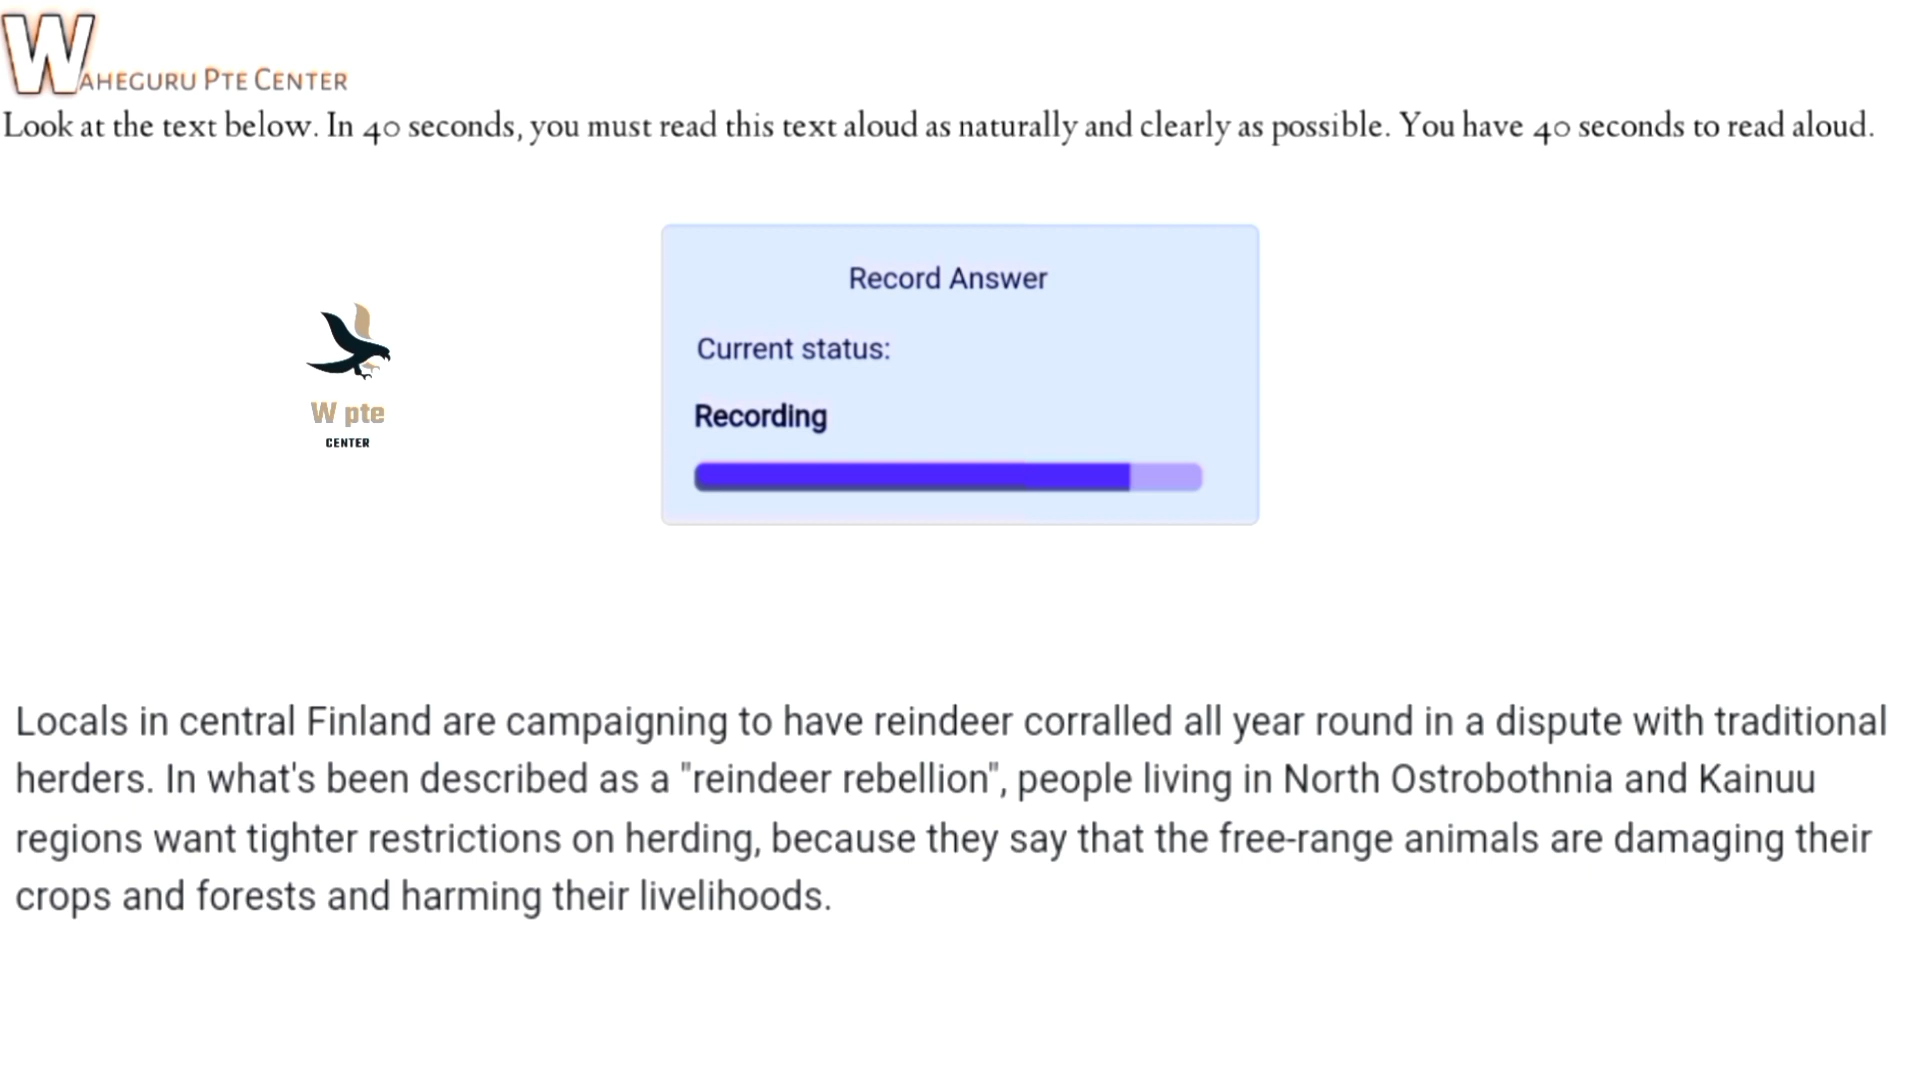 WAHEGURU PTE CENTER
Look at the text below. In 40 seconds, you must read this text aloud as naturally and clearly as possible. You have 40 seconds to read aloud.
Record Answer
Current status:
Recording
W pte
CENTER
Locals in central Finland are campaigning to have reindeer corralled all year round in a dispute with traditional
herders. In what's been described as a "reindeer rebellion", people living in North Ostrobothnia and Kainuu
regions want tighter restrictions on herding, because they say that the free-range animals are damaging their
crops and forests and harming their livelihoods.